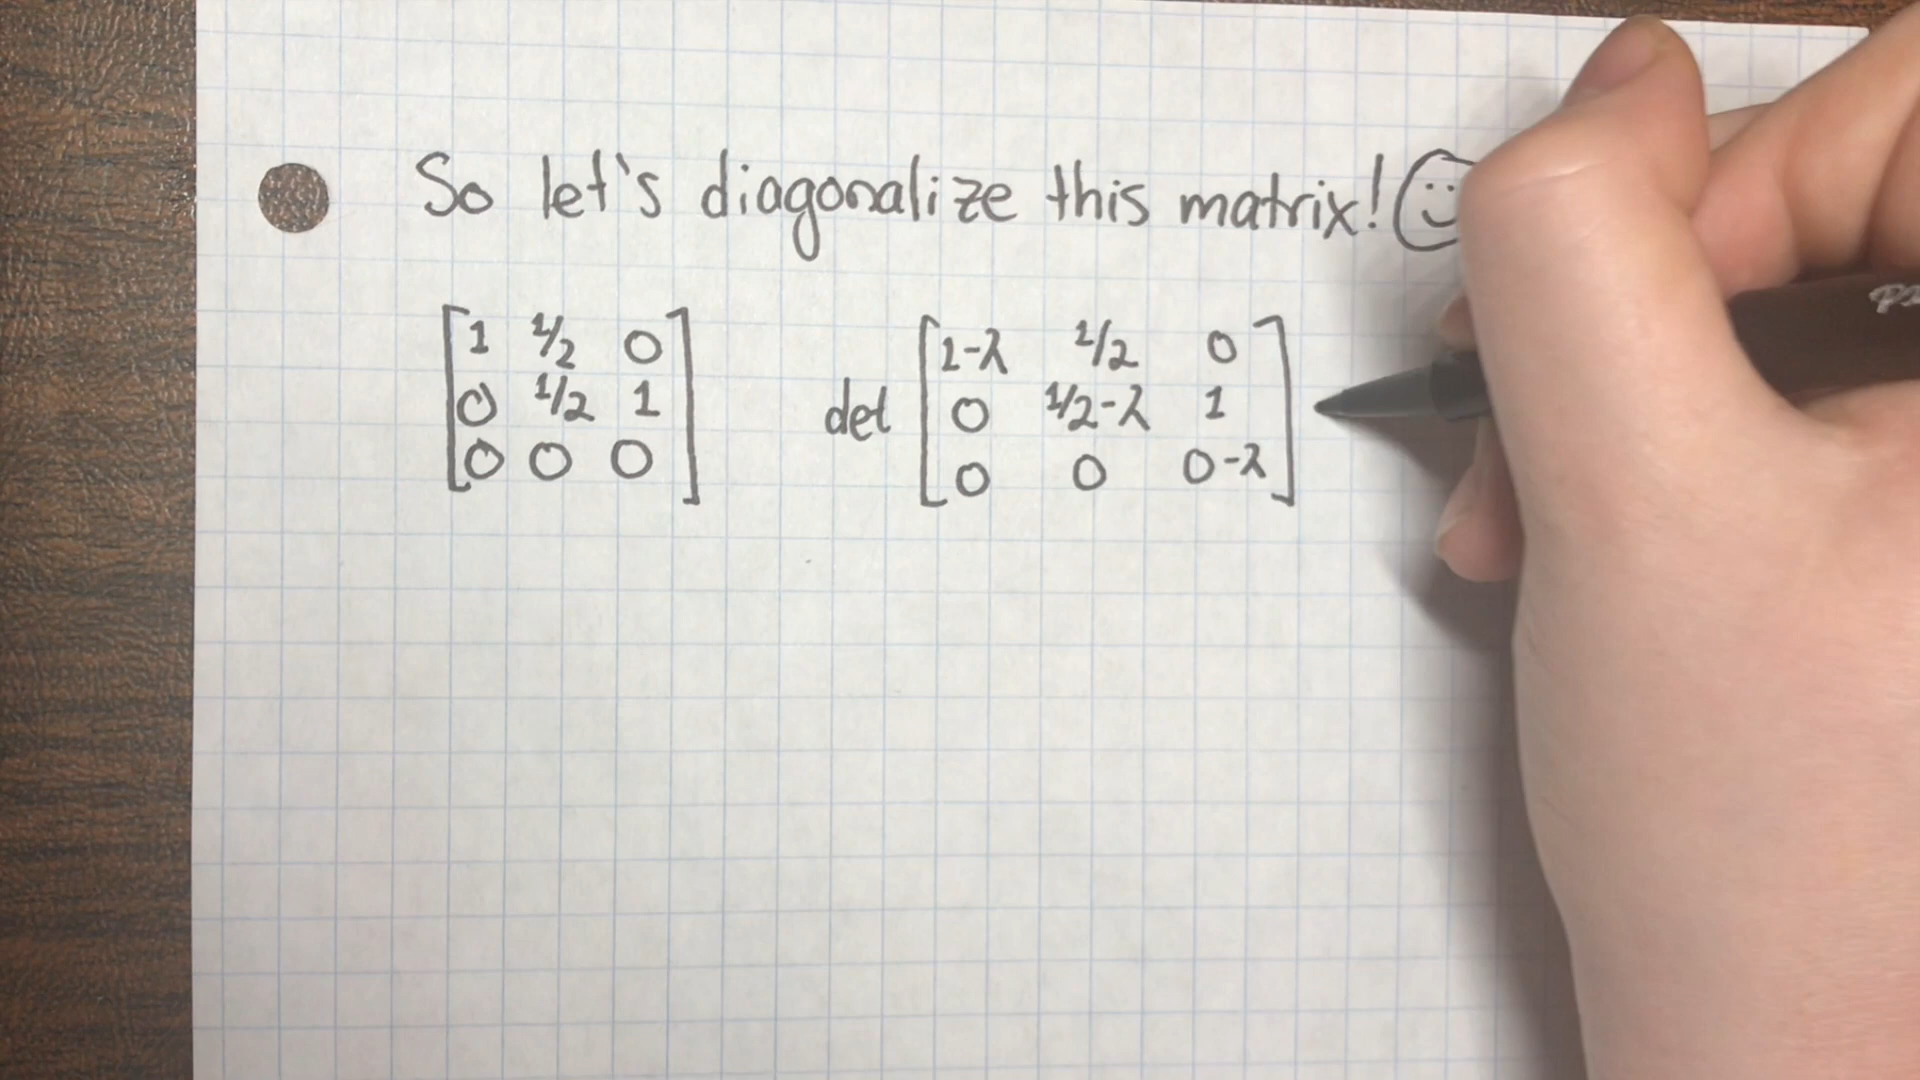 So let's diagonalize this matrix!
1 1/2 0
0 1/2 1
0 0 0
det
1-λ 1/2 0
0 1/2-λ 1
0 0 0-λ